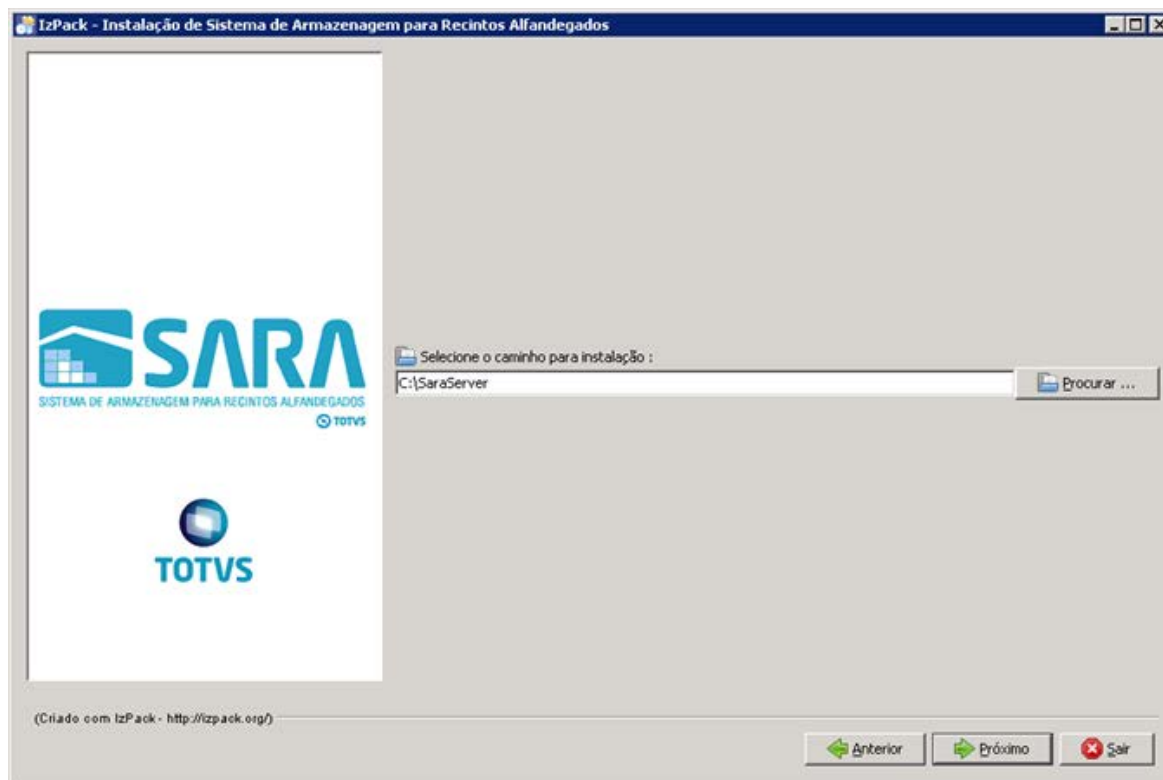 IzPack - Instalação de Sistema de Armazenagem para Recintos Alfandegados
SARA
SISTEMA DE ARMAZENAGEM PARA RECINTOS ALFANDEGADOS
TOTVS
TOTVS
Selecione o caminho para instalação :
C:\SaraServer
Procurar ...
(Criado com IzPack - http://izpack.org/)
Anterior
Próximo
Sair